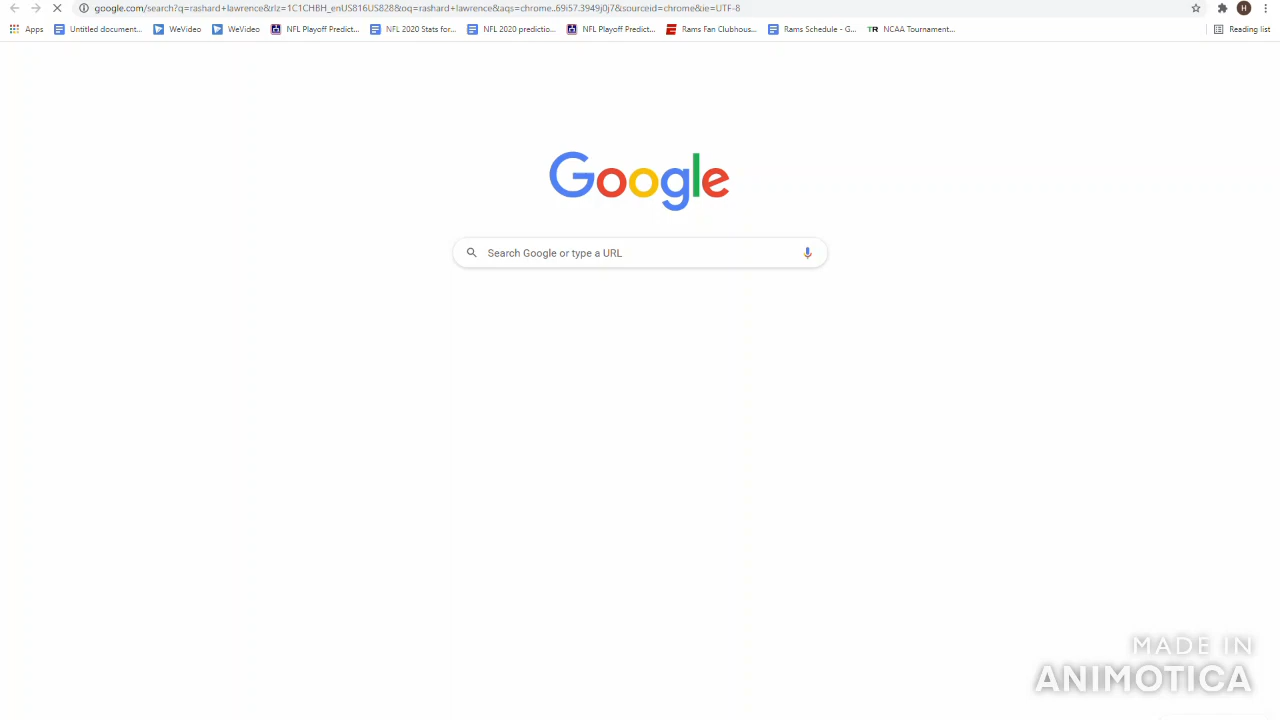 google.com/search?q=rashard+lawrence&rlz=1C1CHBH_enUS816US828&oq=rashard+lawrence&aqs=chrome..69i57.3949j0j7&sourceid=chrome&ie=UTF-8
H
Apps Untitled document... WeVideo WeVideo NFL Playoff Predict... NFL 2020 Stats for... NFL 2020 predictio... NFL Playoff Predict... Rams Fan Clubhous... Rams Schedule - G... TR NCAA Tournament... Reading list
Google
Search Google or type a URL
MADE IN
ANIMOTICA